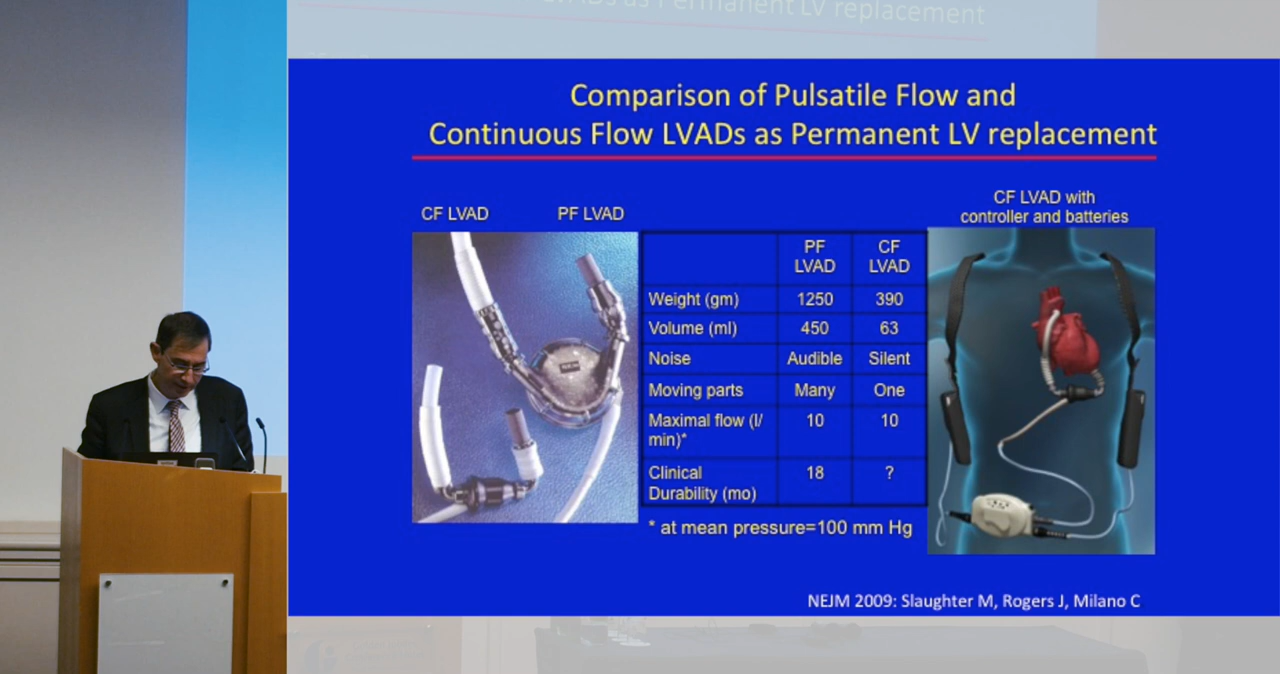 LVADs as Permanent LV replacement
Comparison of Pulsatile Flow and
Continuous Flow LVADs as Permanent LV replacement
CF LVAD with
controller and batteries
CF LVAD PF LVAD
PF LVAD CF LVAD
Weight (gm) 1250 390
Volume (ml) 450 63
Noise Audible Silent
Moving parts Many One
Maximal flow (l/
min)* 10 10
Clinical
Durability (mo) 18 ?
* at mean pressure=100 mm Hg
NEJM 2009: Slaughter M, Rogers J, Milano C